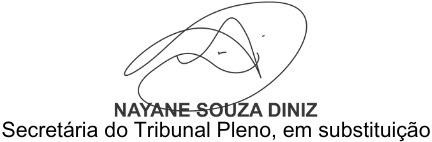 NAYANE SOUZA DINIZ
Secretária do Tribunal Pleno, em substituição